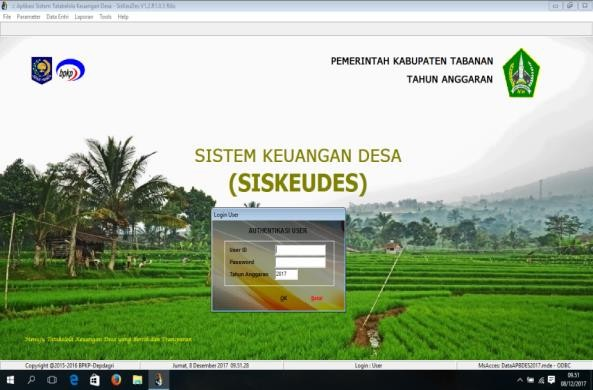 :: Aplikasi Sistem Tatakelola Keuangan Desa - SisKeuDes V1.2.R1.0.3 Rilis
File Parameter Data Entri Laporan Tools Help
bpkp
PEMERINTAH KABUPATEN TABANAN
TAHUN ANGGARAN
SISTEM KEUANGAN DESA
(SISKEUDES)
Login User
AUTHENTIKASI USER
User ID
Password
Tahun Anggaran 2017
OK Batal
Menuju Tatakelola Keuangan Desa yang Bersih dan Transparan
Copyright @2015-2016 BPKP-Depdagri Jumat, 8 Desember 2017 09.51.28 Login : User MsAcces: DataAPBDES2017.mde - ODBC
09.51
08/12/2017